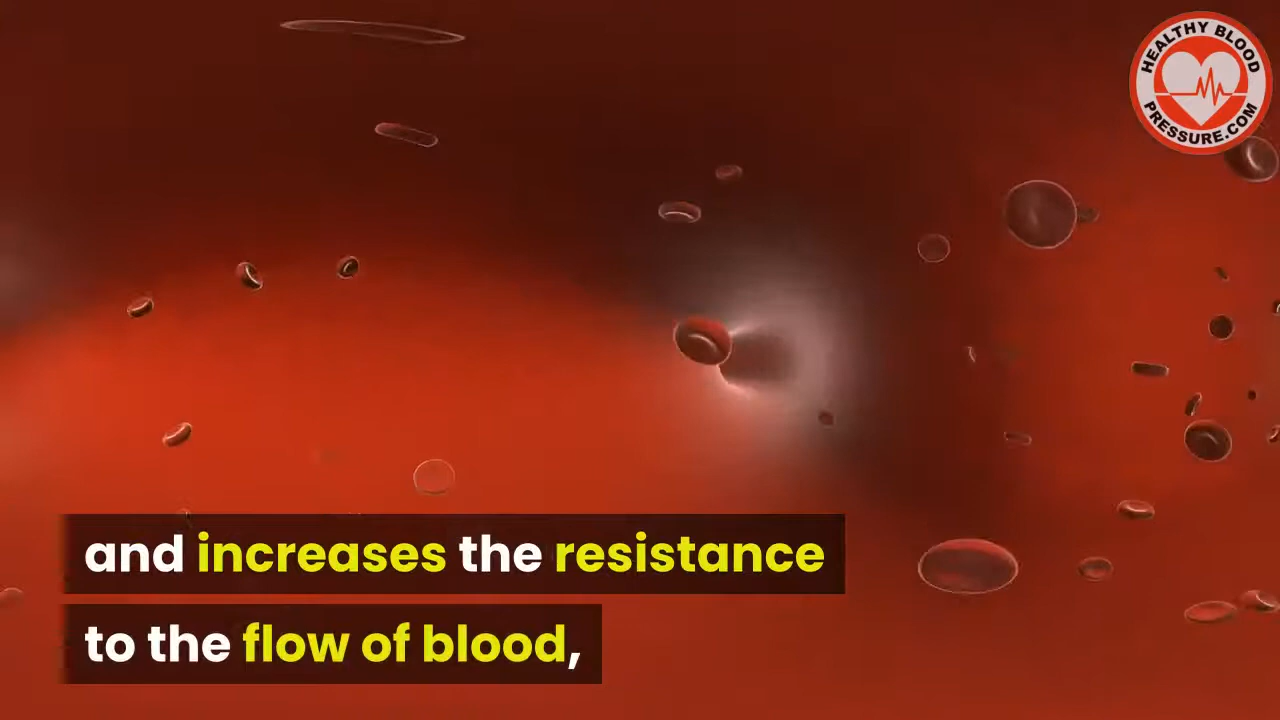 HEALTHY BLOOD
PRESSURE.COM
and increases the resistance
to the flow of blood,